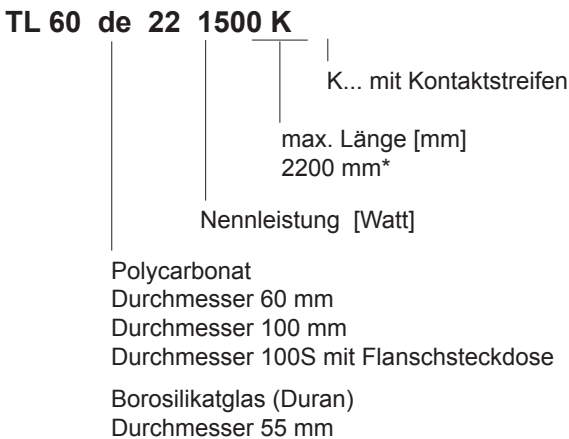 TL 60 de 22 1500 K
K... mit Kontaktstreifen
max. Länge [mm]
2200 mm*
Nennleistung [Watt]
Polycarbonat
Durchmesser 60 mm
Durchmesser 100 mm
Durchmesser 100S mit Flanschsteckdose
Borosilikatglas (Duran)
Durchmesser 55 mm